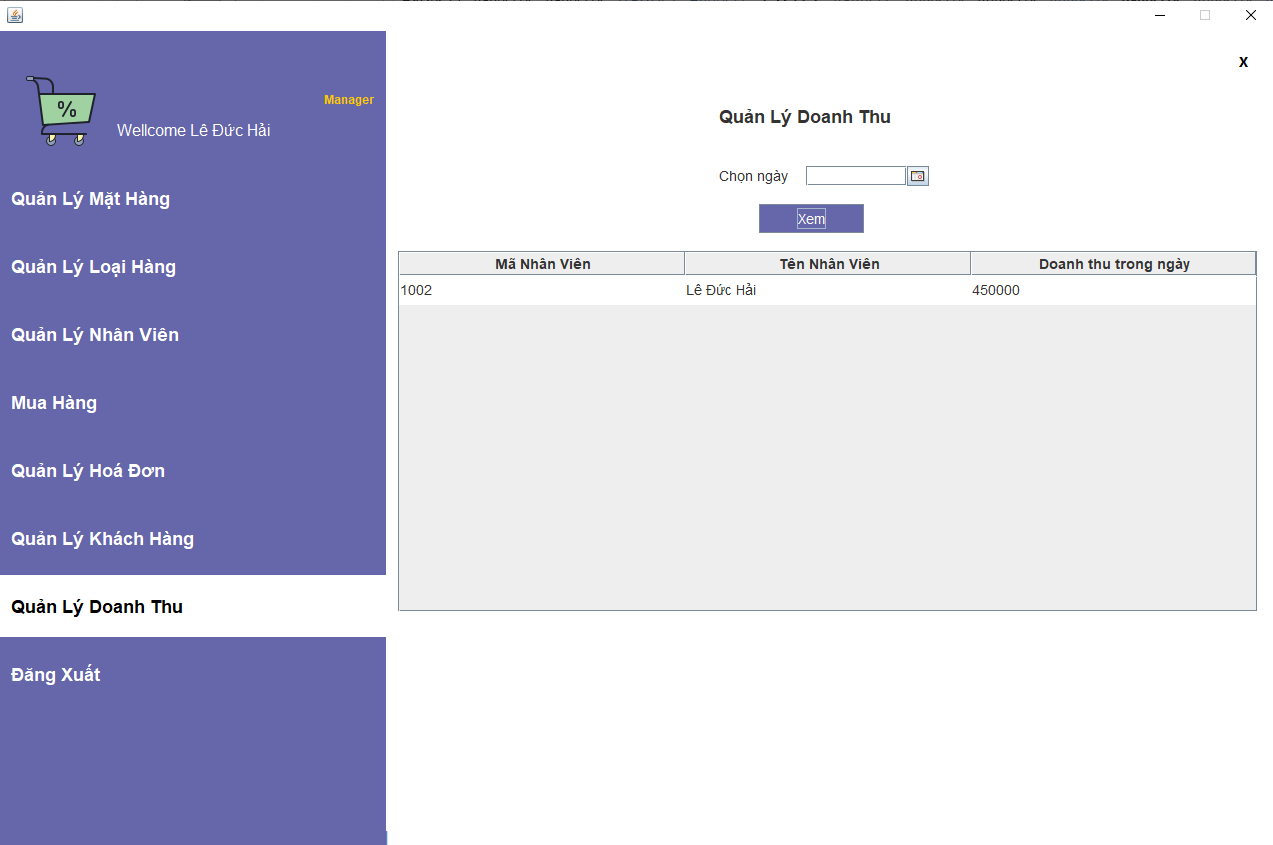 X
Manager
%
Wellcome Lê Đức Hải
Quản Lý Mặt Hàng
Quản Lý Loại Hàng
Quản Lý Nhân Viên
Mua Hàng
Quản Lý Hoá Đơn
Quản Lý Khách Hàng
Quản Lý Doanh Thu
Đăng Xuất
Quản Lý Doanh Thu
Chọn ngày
Xem
Mã Nhân Viên Tên Nhân Viên Doanh thu trong ngày
1002 Lê Đức Hải 450000